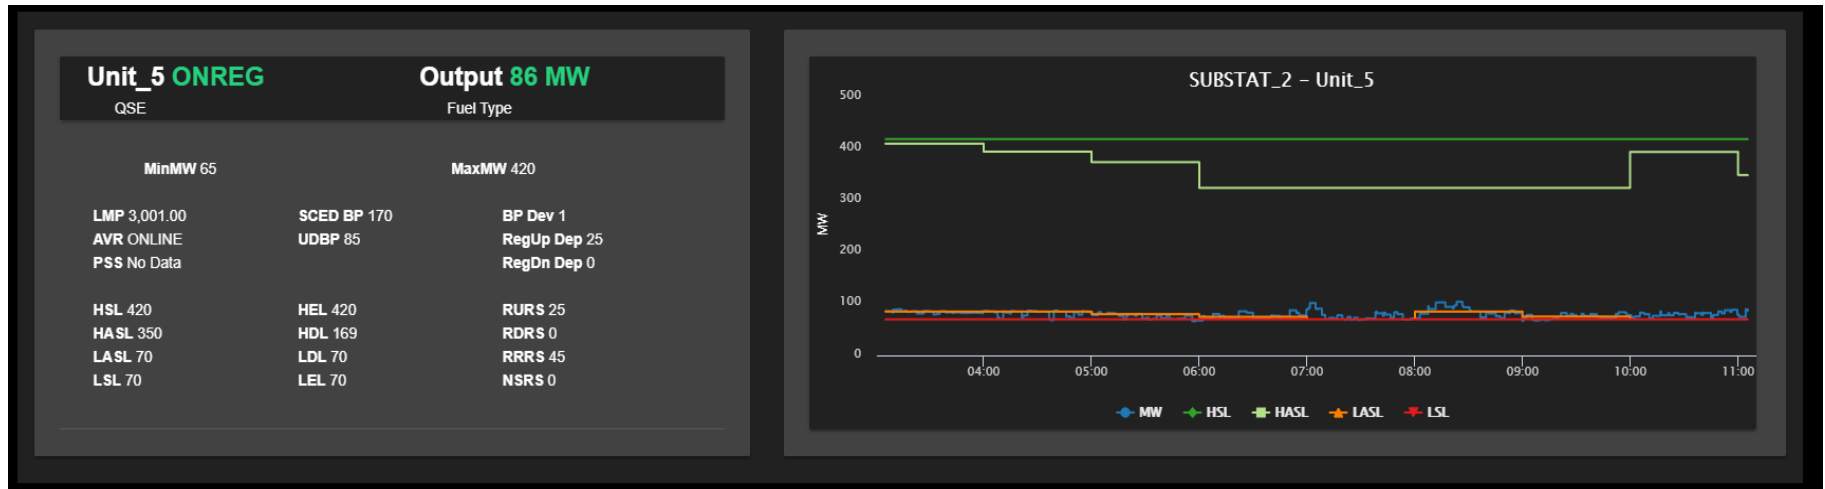 Unit_5 ONREG Output 86 MW
QSE Fuel Type
MinMW 65 MaxMW 420
LMP 3,001.00 SCED BP 170 BP Dev 1
AVR ONLINE UDBP 85 RegUp Dep 25
PSS No Data RegDn Dep 0
HSL 420 HEL 420 RURS 25
HASL 350 HDL 169 RDRS 0
LASL 70 LDL 70 RRRS 45
LSL 70 LEL 70 NSRS 0
SUBSTAT_2 – Unit_5
500
400
300
MW
200
100
0
04:00 05:00 06:00 07:00 08:00 09:00 10:00 11:00
MW HSL HASL LASL LSL